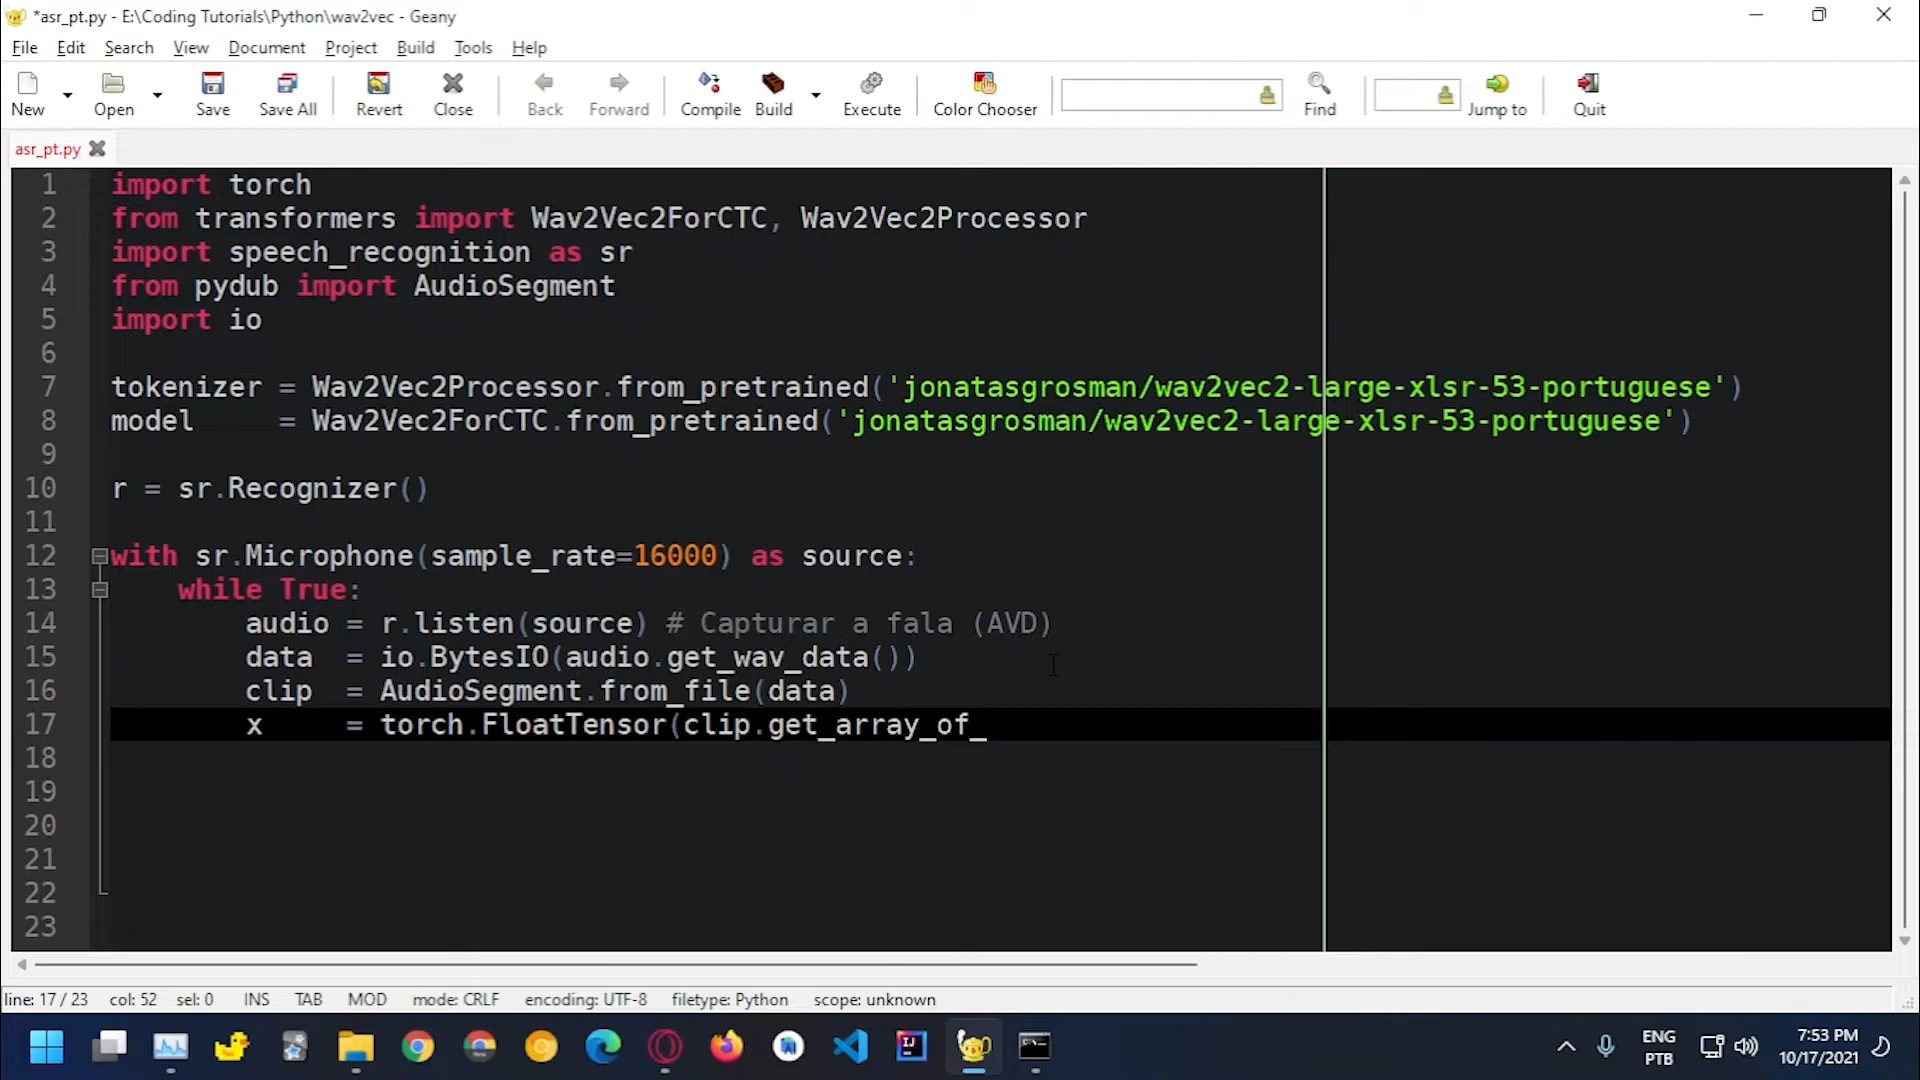 *asr_pt.py - E:\Coding Tutorials\Python\wav2vec - Geany
File Edit Search View Document Project Build Tools Help
New Open Save Save All Revert Close Back Forward Compile Build Execute Color Chooser Find Jump to Quit
asr_pt.py
1 import torch
2 from transformers import Wav2Vec2ForCTC, Wav2Vec2Processor
3 import speech_recognition as sr
4 from pydub import AudioSegment
5 import io
6
7 tokenizer = Wav2Vec2Processor.from_pretrained('jonatasgrosman/wav2vec2-large-xlsr-53-portuguese')
8 model     = Wav2Vec2ForCTC.from_pretrained('jonatasgrosman/wav2vec2-large-xlsr-53-portuguese')
9
10 r = sr.Recognizer()
11
12 with sr.Microphone(sample_rate=16000) as source:
13     while True:
14         audio = r.listen(source) # Capturar a fala (AVD)
15         data  = io.BytesIO(audio.get_wav_data())
16         clip  = AudioSegment.from_file(data)
17         x     = torch.FloatTensor(clip.get_array_of_
18
19
20
21
22
23
line: 17 / 23 col: 52 sel: 0 INS TAB MOD mode: CRLF encoding: UTF-8 filetype: Python scope: unknown
ENG 7:53 PM
PTB 10/17/2021